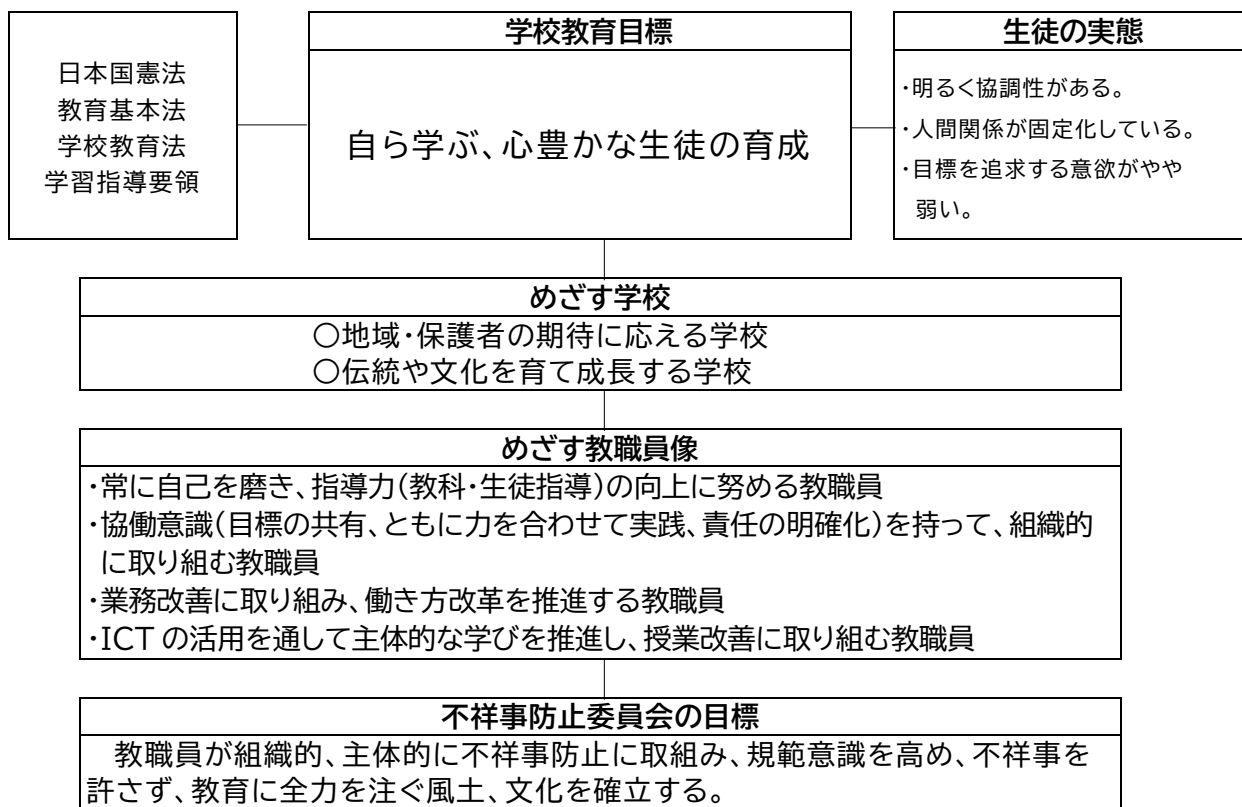 日本国憲法
教育基本法
学校教育法
学習指導要領
学校教育目標
自ら学ぶ、心豊かな生徒の育成
生徒の実態
・明るく協調性がある。
・人間関係が固定化している。
・目標を追求する意欲がやや
弱い。
めざす学校
○地域・保護者の期待に応える学校
○伝統や文化を育て成長する学校
めざす教職員像
・常に自己を磨き、指導力(教科・生徒指導)の向上に努める教職員
・協働意識(目標の共有、ともに力を合わせて実践、責任の明確化)を持って、組織的
に取り組む教職員
・業務改善に取り組み、働き方改革を推進する教職員
・ICT の活用を通して主体的な学びを推進し、授業改善に取り組む教職員
不祥事防止委員会の目標
教職員が組織的、主体的に不祥事防止に取組み、規範意識を高め、不祥事を
許さず、教育に全力を注ぐ風土、文化を確立する。